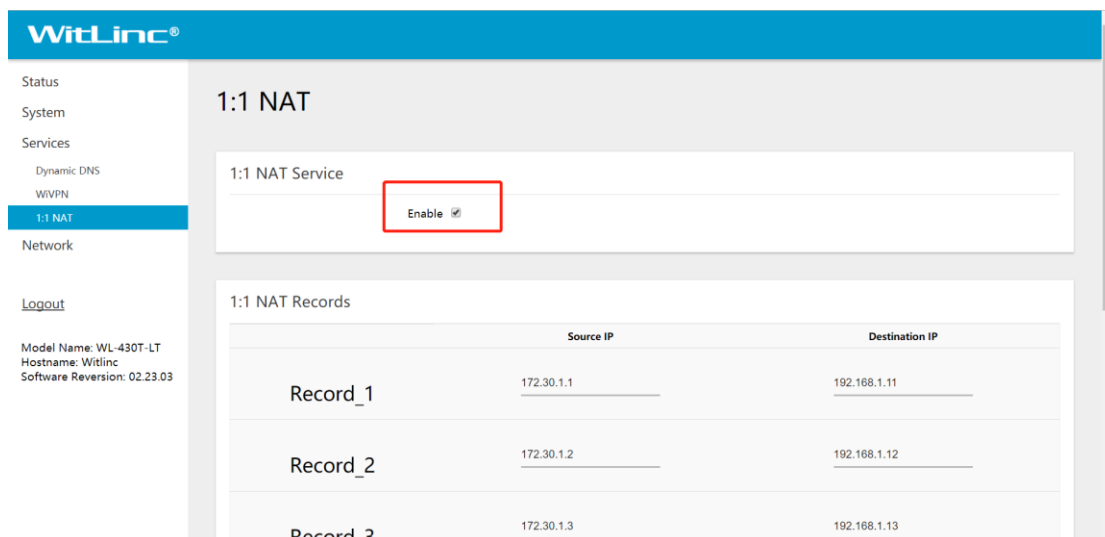 WitLinc®
Status
System
Services
Dynamic DNS
WiVPN
1:1 NAT
Network
Logout
Model Name: WL-430T-LT
Hostname: Witlinc
Software Reversion: 02.23.03
1:1 NAT
1:1 NAT Service
Enable
1:1 NAT Records
Source IP Destination IP
Record_1 172.30.1.1 192.168.1.11
Record_2 172.30.1.2 192.168.1.12
Record_3 172.30.1.3 192.168.1.13